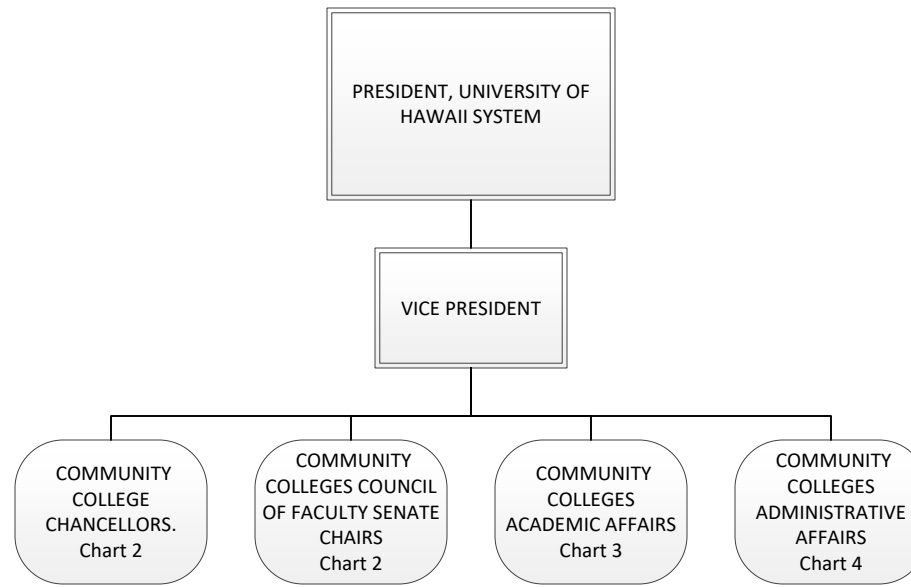 PRESIDENT, UNIVERSITY OF
HAWAII SYSTEM
VICE PRESIDENT
COMMUNITY
COLLEGE
CHANCELLORS.
Chart 2
COMMUNITY
COLLEGES COUNCIL
OF FACULTY SENATE
CHAIRS
Chart 2
COMMUNITY
COLLEGES
ACADEMIC AFFAIRS
Chart 3
COMMUNITY
COLLEGES
ADMINISTRATIVE
AFFAIRS
Chart 4